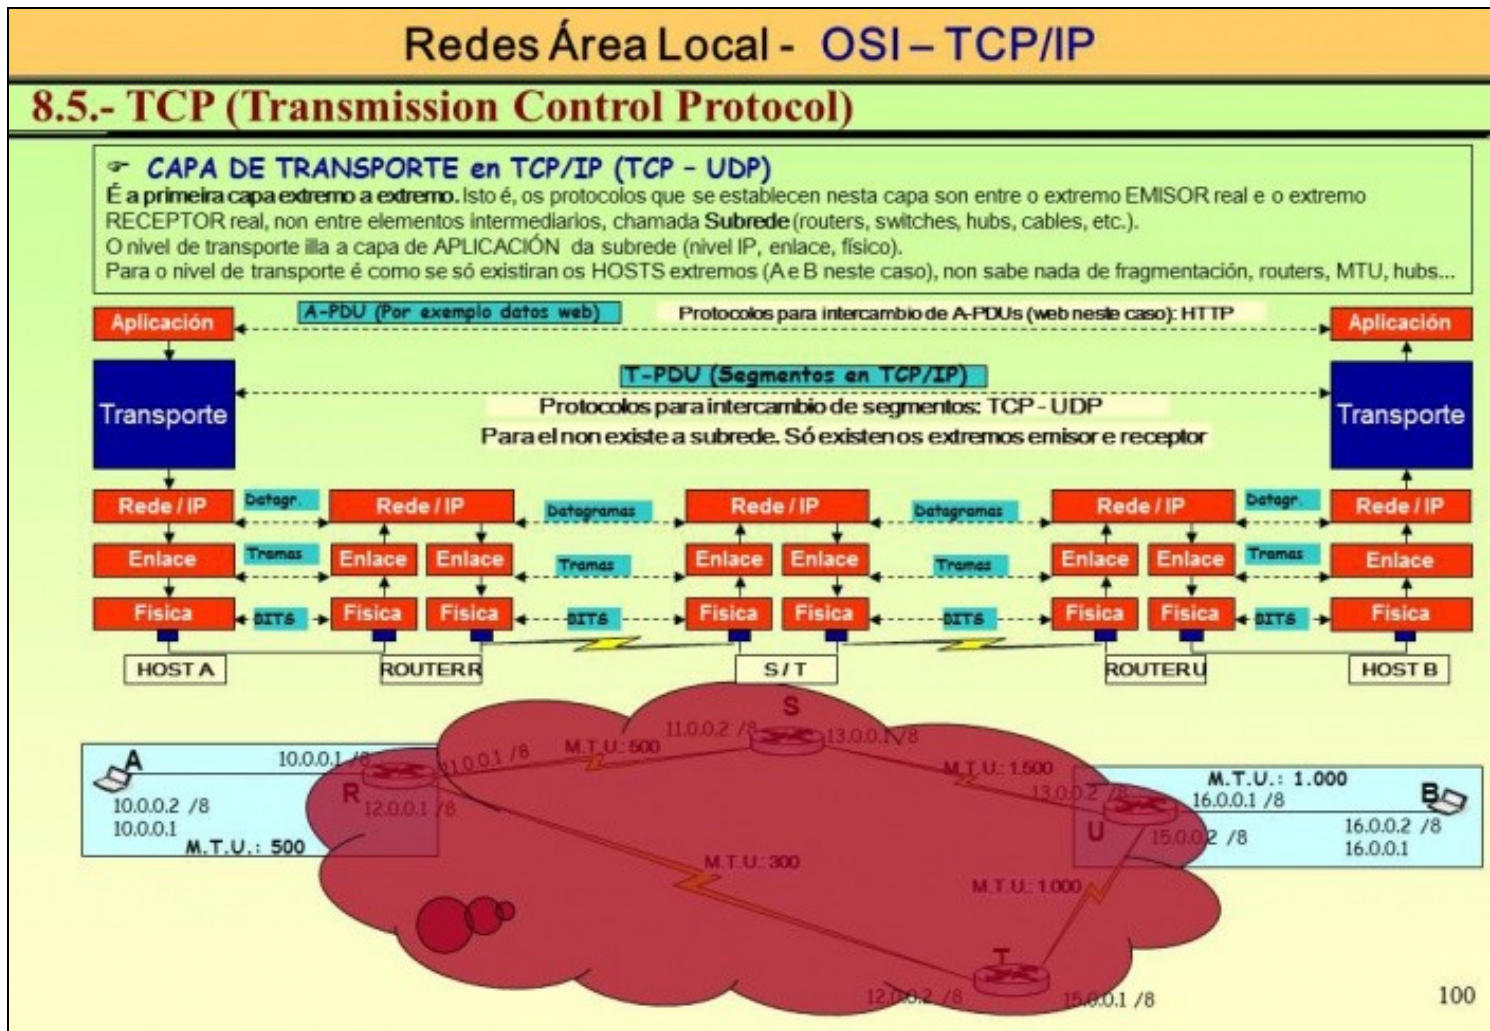 Redes Área Local - OSI – TCP/IP
8.5.- TCP (Transmission Control Protocol)
☞ CAPA DE TRANSPORTE en TCP/IP (TCP – UDP)
É a primeira capa extremo a extremo. Isto é, os protocolos que se establecen nesta capa son entre o extremo EMISOR real e o extremo
RECEPTOR real, non entre elementos intermediarios, chamada Subrede (routers, switches, hubs, cables, etc.).
O nivel de transporte illa a capa de APLICACIÓN da subrede (nivel IP, enlace, físico).
Para o nivel de transporte é como se só existiran os HOSTS extremos (A e B neste caso), non sabe nada de fragmentación, routers, MTU, hubs...
Aplicación A-PDU (Por exemplo datos web) Protocolos para intercambio de A-PDUs (web neste caso): HTTP Aplicación
T-PDU (Segmentos en TCP/IP)
Transporte Protocolos para intercambio de segmentos: TCP - UDP Transporte
Para el non existe a subrede. Só existen os extremos emisor e receptor
Rede / IP Datagr. Rede / IP Datagramas Rede / IP Datagramas Rede / IP Datagr. Rede / IP
Enlace Tramas Enlace Enlace Tramas Enlace Enlace Tramas Enlace Enlace Tramas Enlace
Física BITS Física Física BITS Física Física BITS Física Física BITS Física
HOST A ROUTER R S / T ROUTER U HOST B
S
11.0.0.2 /8 13.0.0.1 /8
A 10.0.0.1 /8 11.0.0.1 /8 M.T.U.: 500 M.T.U.: 1.500 M.T.U.: 1.000
R 13.0.0.2 /8 16.0.0.1 /8 B
10.0.0.2 /8 12.0.0.1 /8 U 15.0.0.2 /8 16.0.0.2 /8
10.0.0.1 16.0.0.1
M.T.U.: 500 M.T.U.: 300
M.T.U.: 1.000
T
12.0.0.2 /8 15.0.0.1 /8
100